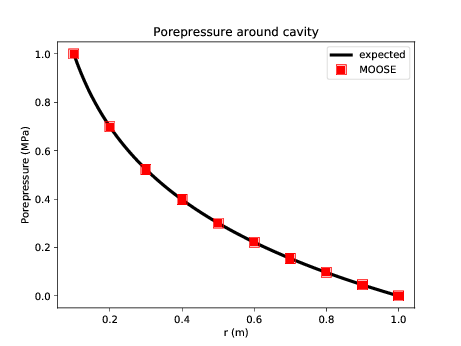 Porepressure around cavity
expected
MOOSE
Porepressure (MPa)
1.0
0.8
0.6
0.4
0.2
0.0
0.2 0.4 0.6 0.8 1.0
r (m)